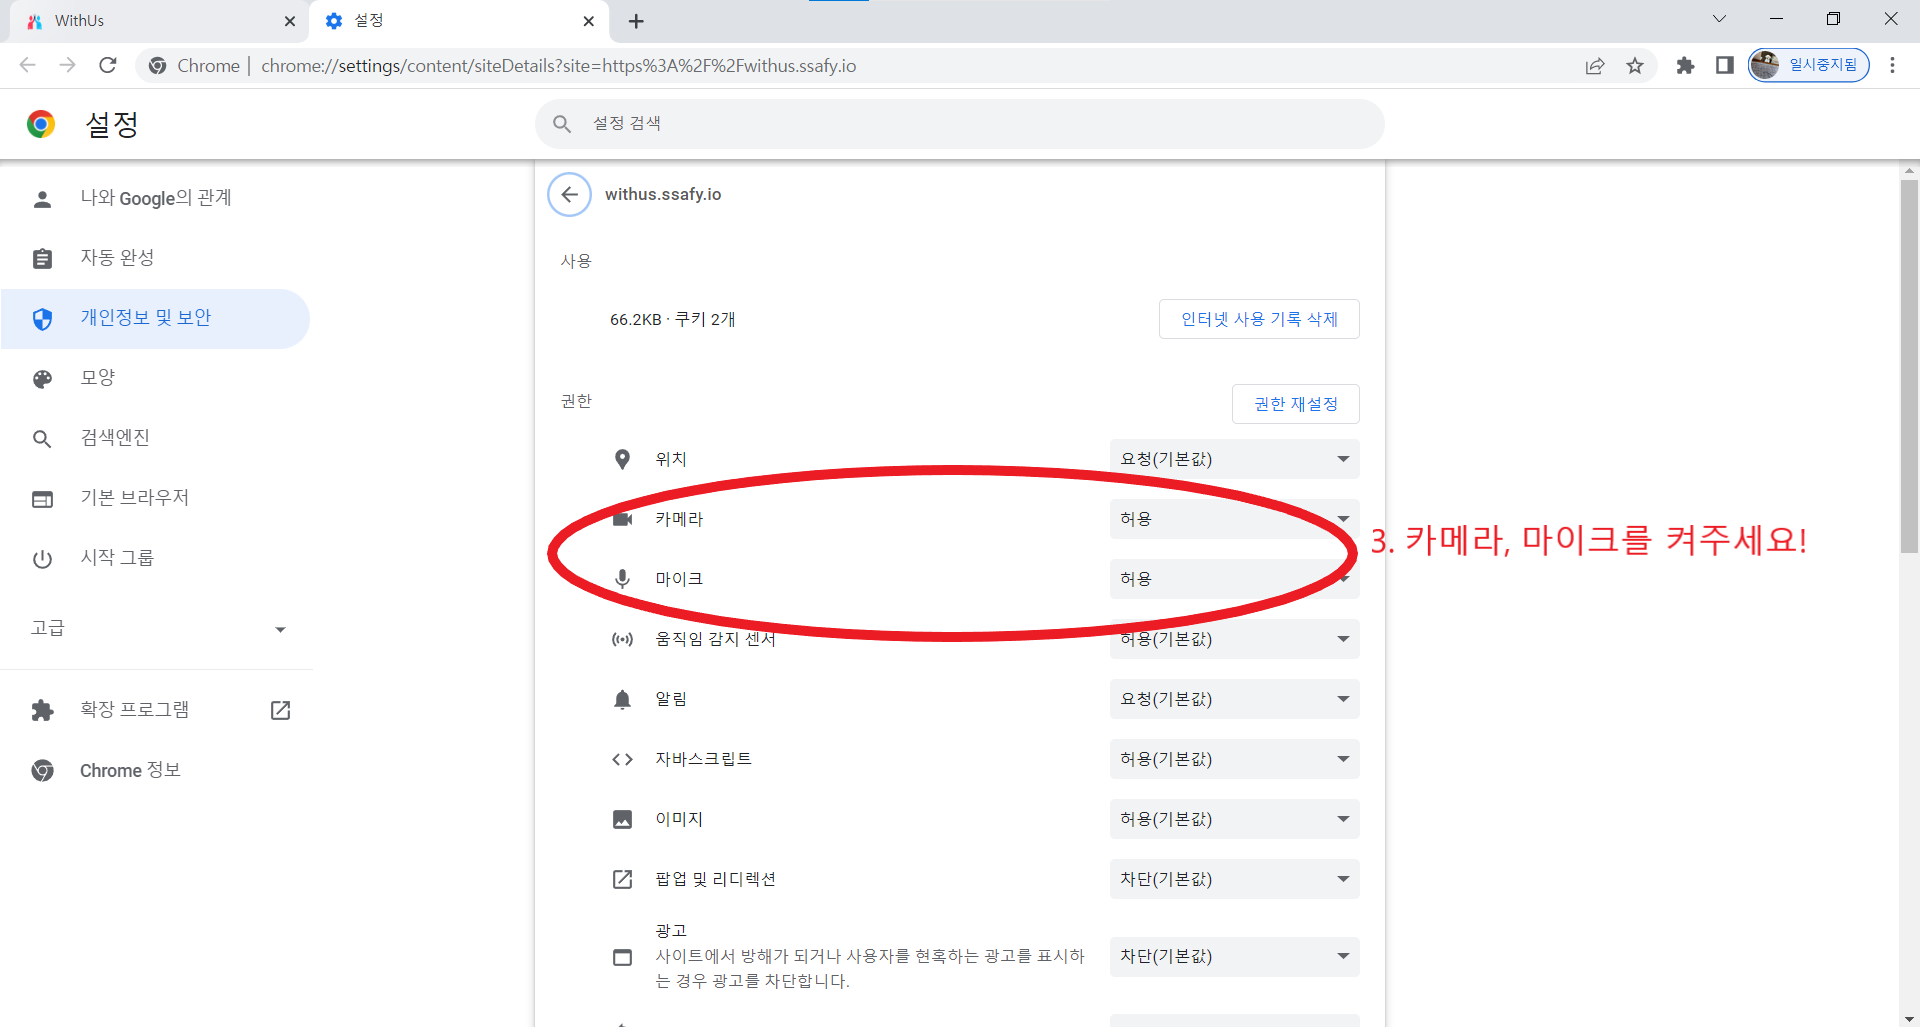 WithUs
설정
Chrome | chrome://settings/content/siteDetails?site=https%3A%2F%2Fwithus.ssafy.io
일시중지됨
설정
설정 검색
나와 Google의 관계
자동 완성
개인정보 및 보안
모양
검색엔진
기본 브라우저
시작 그룹
고급
확장 프로그램
Chrome 정보
withus.ssafy.io
사용
66.2KB · 쿠키 2개
인터넷 사용 기록 삭제
권한
권한 재설정
위치
요청(기본값)
카메라
허용
마이크
허용
3. 카메라, 마이크를 켜주세요!
움직임 감지 센서
허용(기본값)
알림
요청(기본값)
자바스크립트
허용(기본값)
이미지
허용(기본값)
팝업 및 리디렉션
차단(기본값)
광고
사이트에서 방해가 되거나 사용자를 현혹하는 광고를 표시하
는 경우 광고를 차단합니다.
차단(기본값)